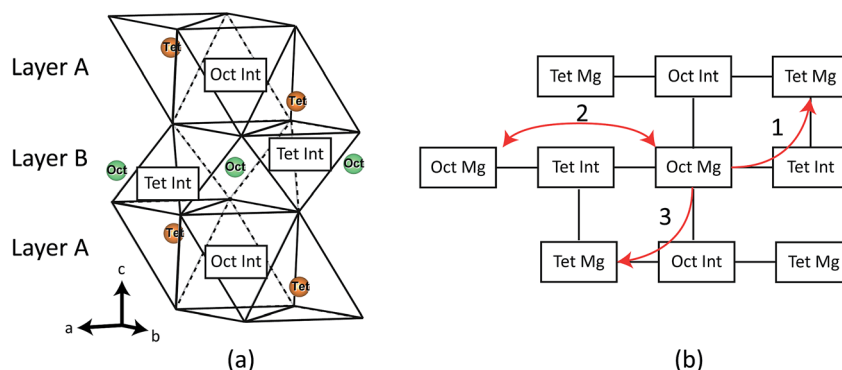 Layer A
Tet
Oct Int
Tet
Layer B
Oct
Tet Int
Oct
Tet Int
Oct
Layer A
Tet
Oct Int
Tet
c
a
b
(a)
Tet Mg
Oct Int
Tet Mg
2
1
Oct Mg
Tet Int
Oct Mg
Tet Int
3
Tet Mg
Oct Int
Tet Mg
(b)